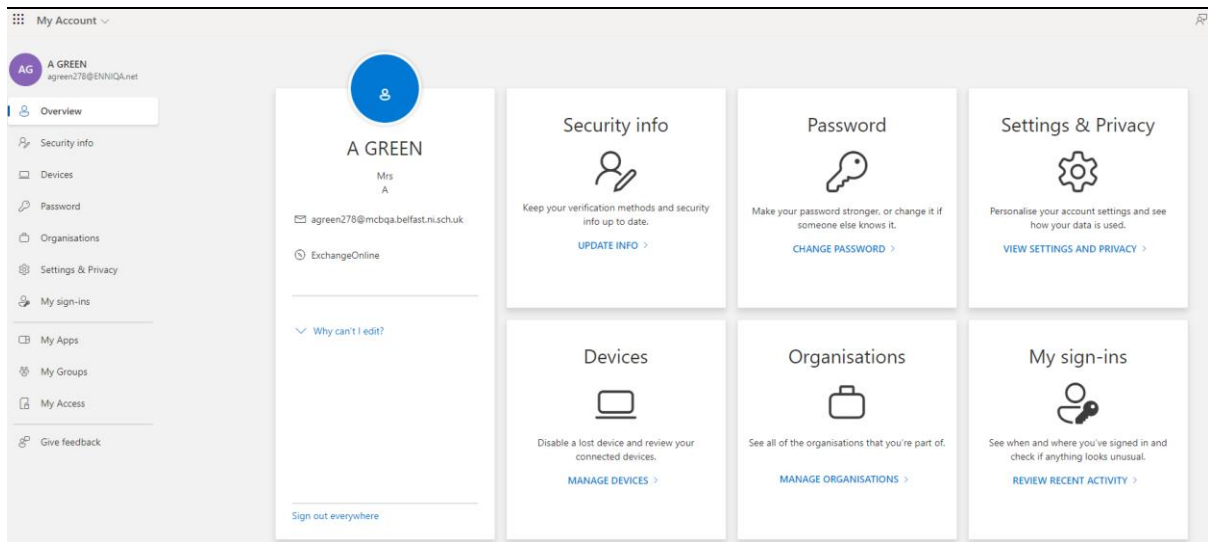 My Account
AG
A GREEN
agreen278@ENNIQA.net
Overview
Security info
Devices
Password
Organisations
Settings & Privacy
My sign-ins
My Apps
My Groups
My Access
Give feedback
A GREEN
Mrs
A
agreen278@mcbqa.belfast.ni.sch.uk
ExchangeOnline
Why can't I edit?
Sign out everywhere
Security info
Keep your verification methods and security
info up to date.
UPDATE INFO >
Password
Make your password stronger, or change it if
someone else knows it.
CHANGE PASSWORD >
Settings & Privacy
Personalise your account settings and see
how your data is used.
VIEW SETTINGS AND PRIVACY >
Devices
Disable a lost device and review your
connected devices.
MANAGE DEVICES >
Organisations
See all of the organisations that you're part of.
MANAGE ORGANISATIONS >
My sign-ins
See when and where you've signed in and
check if anything looks unusual.
REVIEW RECENT ACTIVITY >